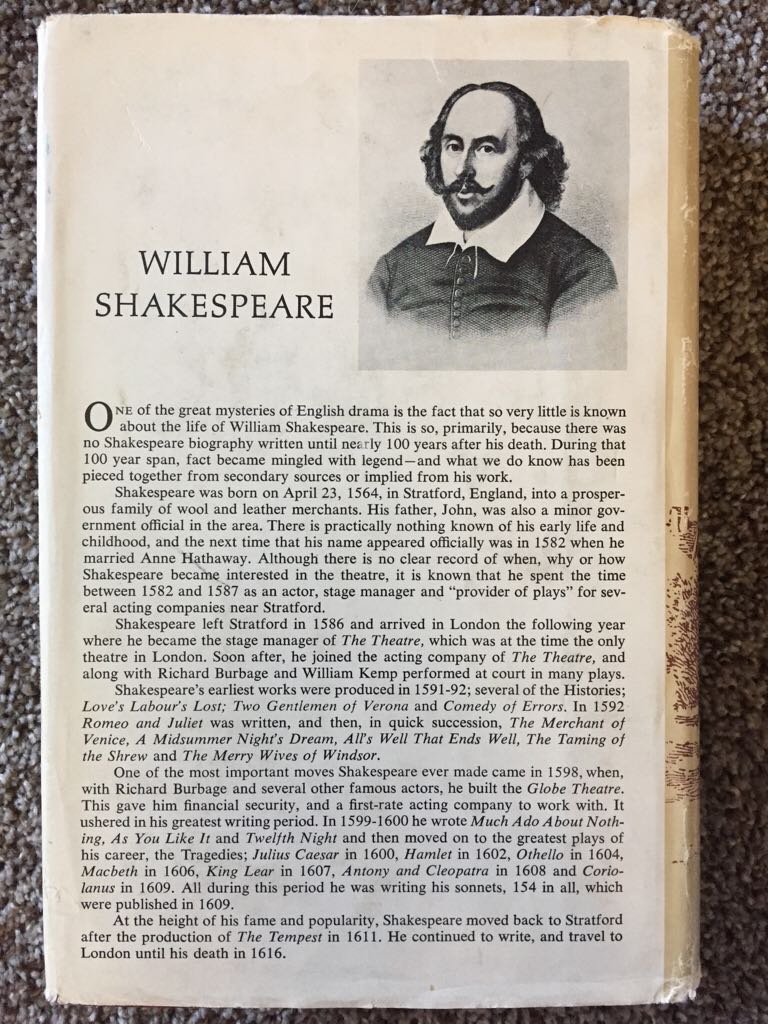 WILLIAM
SHAKESPEARE
ONE of the great mysteries of English drama is the fact that so very little is known
about the life of William Shakespeare. This is so, primarily, because there was
no Shakespeare biography written until nearly 100 years after his death. During that
100 year span, fact became mingled with legend—and what we do know has been
pieced together from secondary sources or implied from his work.
Shakespeare was born on April 23, 1564, in Stratford, England, into a prosper-
ous family of wool and leather merchants. His father, John, was also a minor gov-
ernment official in the area. There is practically nothing known of his early life and
childhood, and the next time that his name appeared officially was in 1582 when he
married Anne Hathaway. Although there is no clear record of when, why or how
Shakespeare became interested in the theatre, it is known that he spent the time
between 1582 and 1587 as an actor, stage manager and “provider of plays” for sev-
eral acting companies near Stratford.
Shakespeare left Stratford in 1586 and arrived in London the following year
where he became the stage manager of The Theatre, which was at the time the only
theatre in London. Soon after, he joined the acting company of The Theatre, and
along with Richard Burbage and William Kemp performed at court in many plays.
Shakespeare’s earliest works were produced in 1591-92; several of the Histories;
Love’s Labour’s Lost; Two Gentlemen of Verona and Comedy of Errors. In 1592
Romeo and Juliet was written, and then, in quick succession, The Merchant of
Venice, A Midsummer Night’s Dream, All’s Well That Ends Well, The Taming of
the Shrew and The Merry Wives of Windsor.
One of the most important moves Shakespeare ever made came in 1598, when,
with Richard Burbage and several other famous actors, he built the Globe Theatre.
This gave him financial security, and a first-rate acting company to work with. It
ushered in his greatest writing period. In 1599-1600 he wrote Much Ado About Noth-
ing, As You Like It and Twelfth Night and then moved on to the greatest plays of
his career, the Tragedies; Julius Caesar in 1600, Hamlet in 1602, Othello in 1604,
Macbeth in 1606, King Lear in 1607, Antony and Cleopatra in 1608 and Corio-
lanus in 1609. All during this period he was writing his sonnets, 154 in all, which
were published in 1609.
At the height of his fame and popularity, Shakespeare moved back to Stratford
after the production of The Tempest in 1611. He continued to write, and travel to
London until his death in 1616.